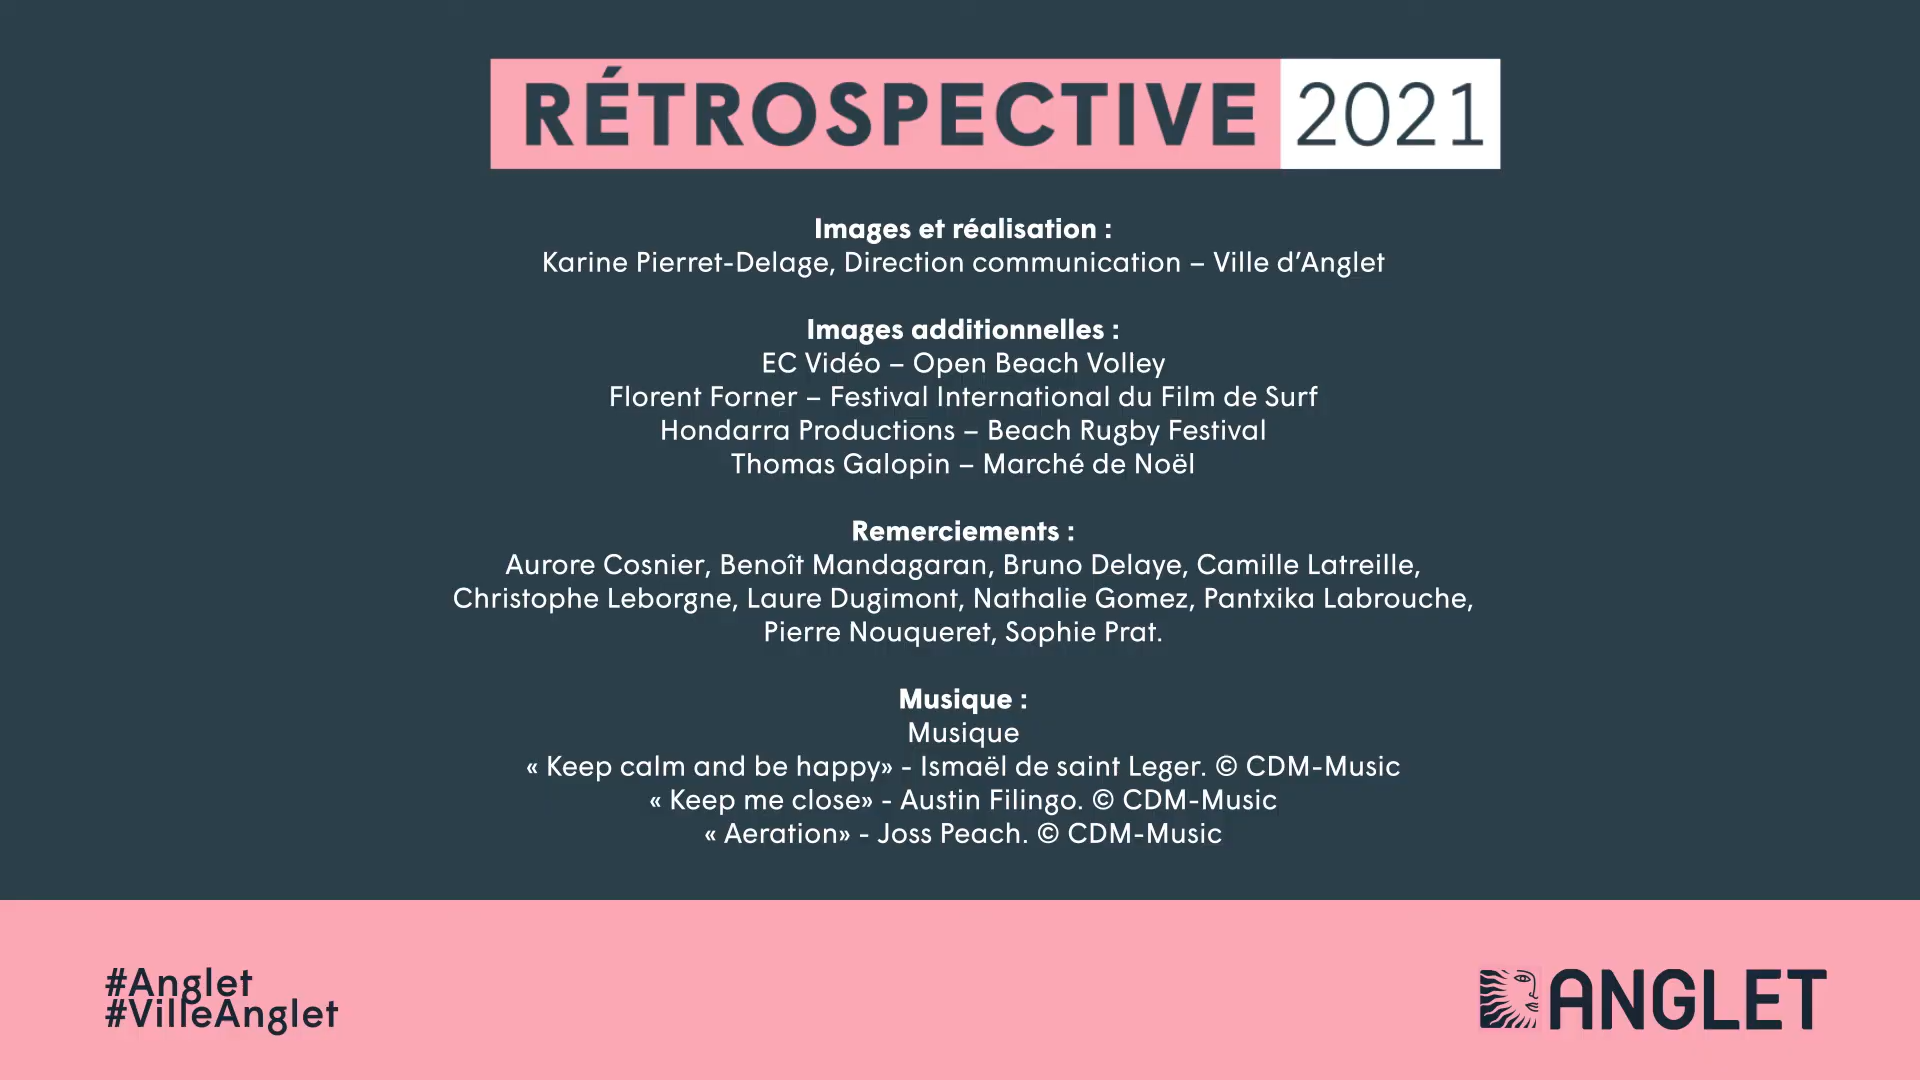 RÉTROSPECTIVE 2021
Images et réalisation :
Karine Pierret-Delage, Direction communication – Ville d’Anglet
Images additionnelles :
EC Vidéo – Open Beach Volley
Florent Forner – Festival International du Film de Surf
Hondarra Productions – Beach Rugby Festival
Thomas Galopin – Marché de Noël
Remerciements :
Aurore Cosnier, Benoît Mandagaran, Bruno Delaye, Camille Latreille,
Christophe Leborgne, Laure Dugimont, Nathalie Gomez, Pantxika Labrouche,
Pierre Nouqueret, Sophie Prat.
Musique :
Musique
« Keep calm and be happy» - Ismaël de saint Leger. © CDM-Music
« Keep me close» - Austin Filingo. © CDM-Music
« Aeration» - Joss Peach. © CDM-Music
#Anglet
#VilleAnglet
ANGLET